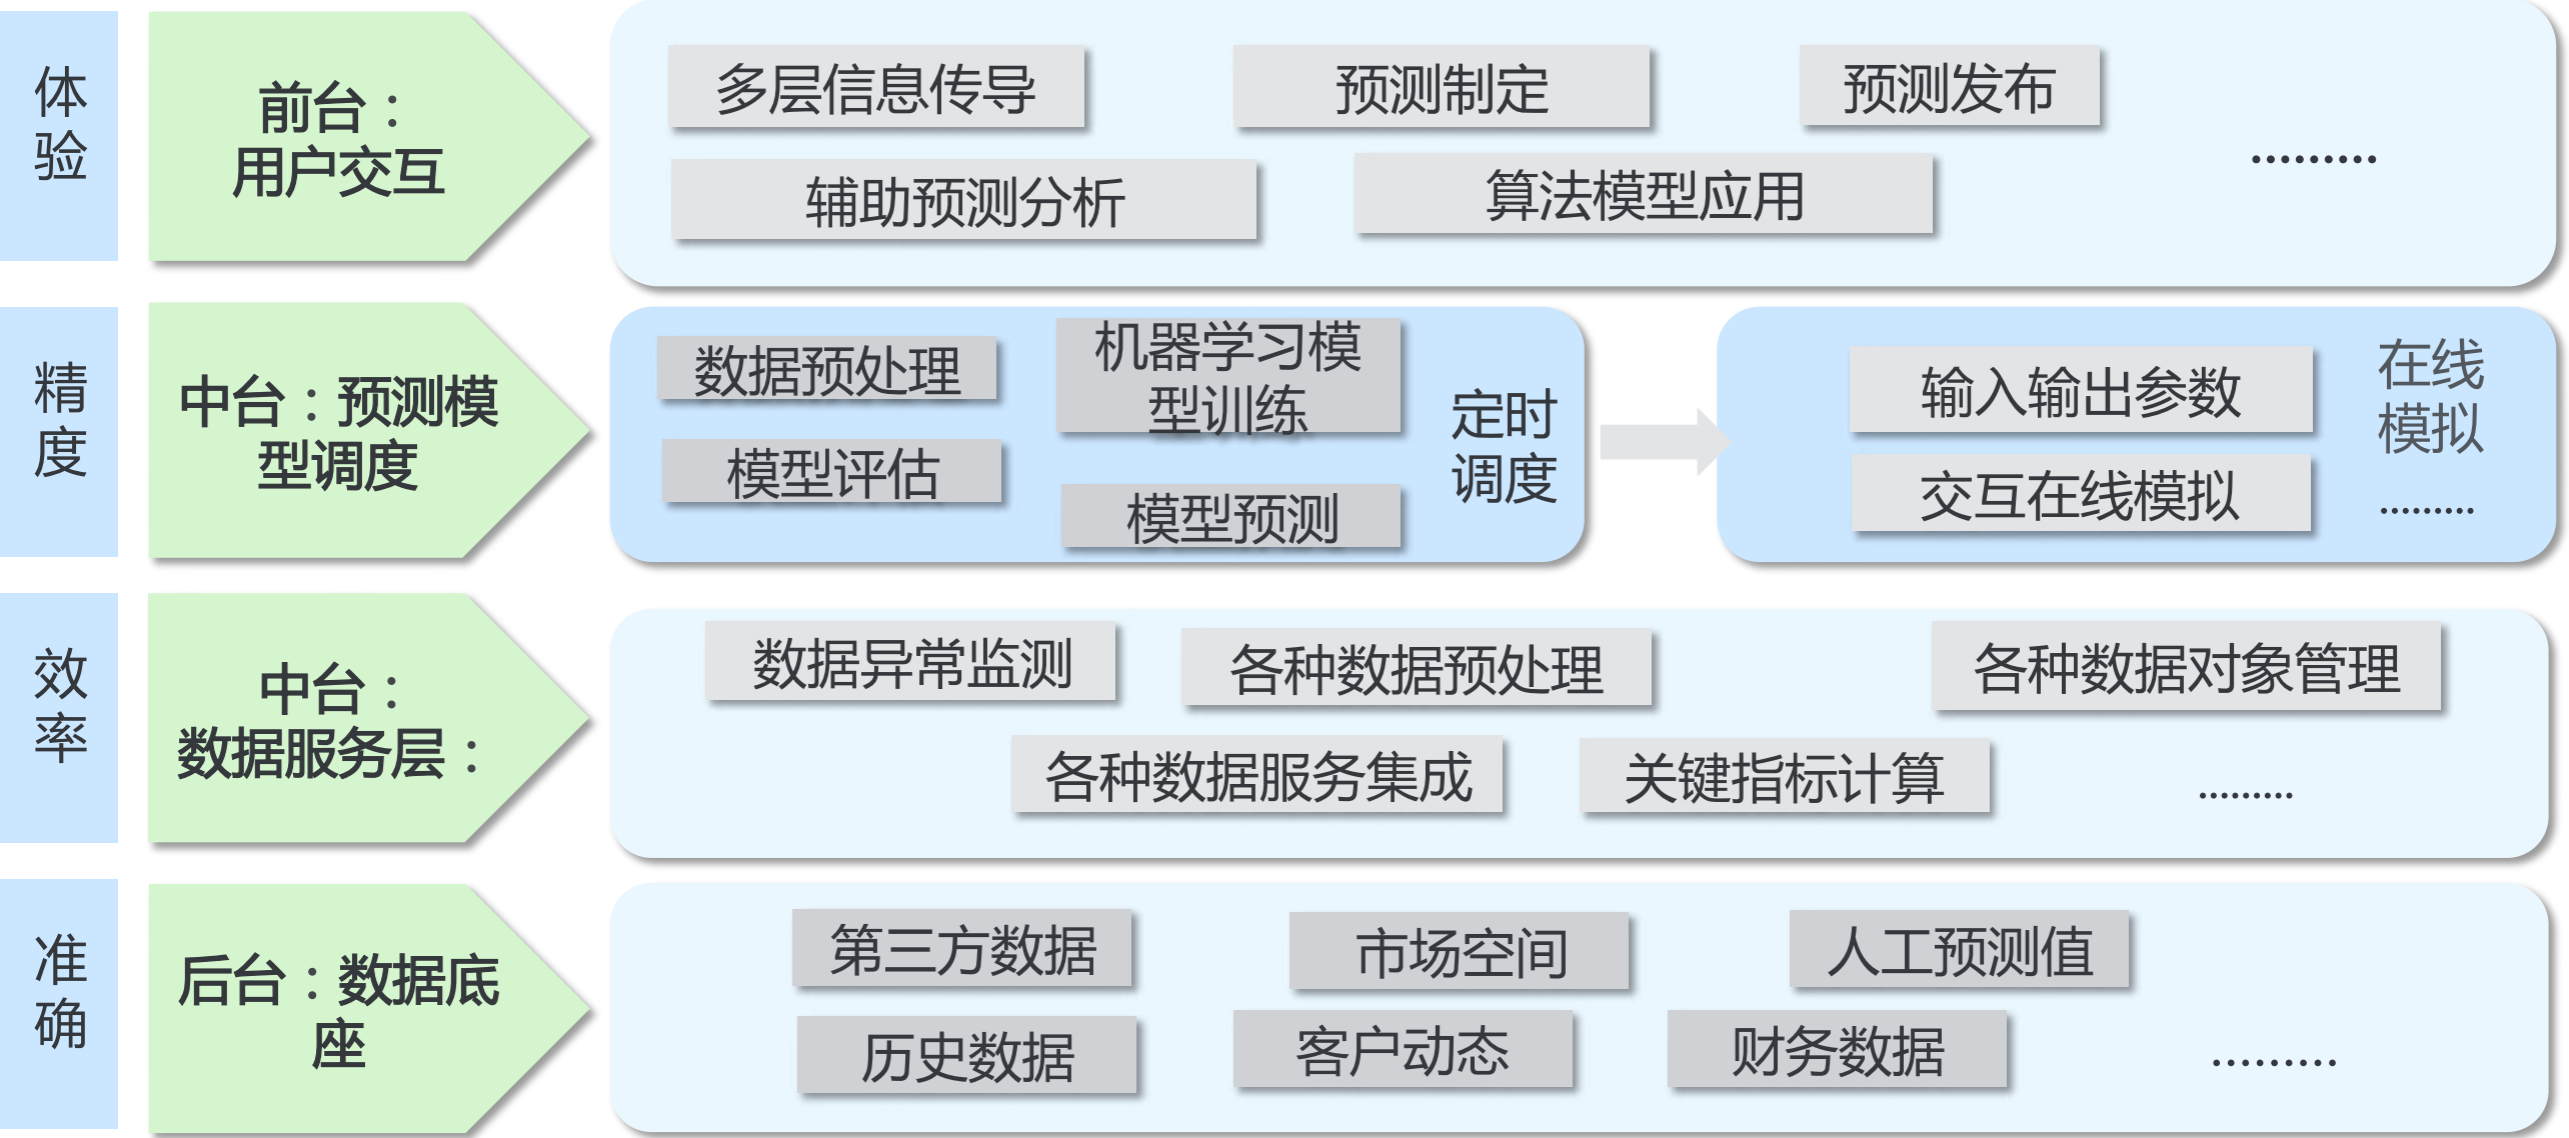 体
验
前台：
用户交互
多层信息传导
预测制定
预测发布
辅助预测分析
算法模型应用
.........
精
度
中台：预测模
型调度
数据预处理
机器学习模
型训练
模型评估
模型预测
定时
调度
输入输出参数
交互在线模拟
在线
模拟
.........
效
率
中台：
数据服务层：
数据异常监测
各种数据预处理
各种数据对象管理
各种数据服务集成
关键指标计算
.........
准
确
后台：数据底
座
第三方数据
市场空间
人工预测值
历史数据
客户动态
财务数据
.........